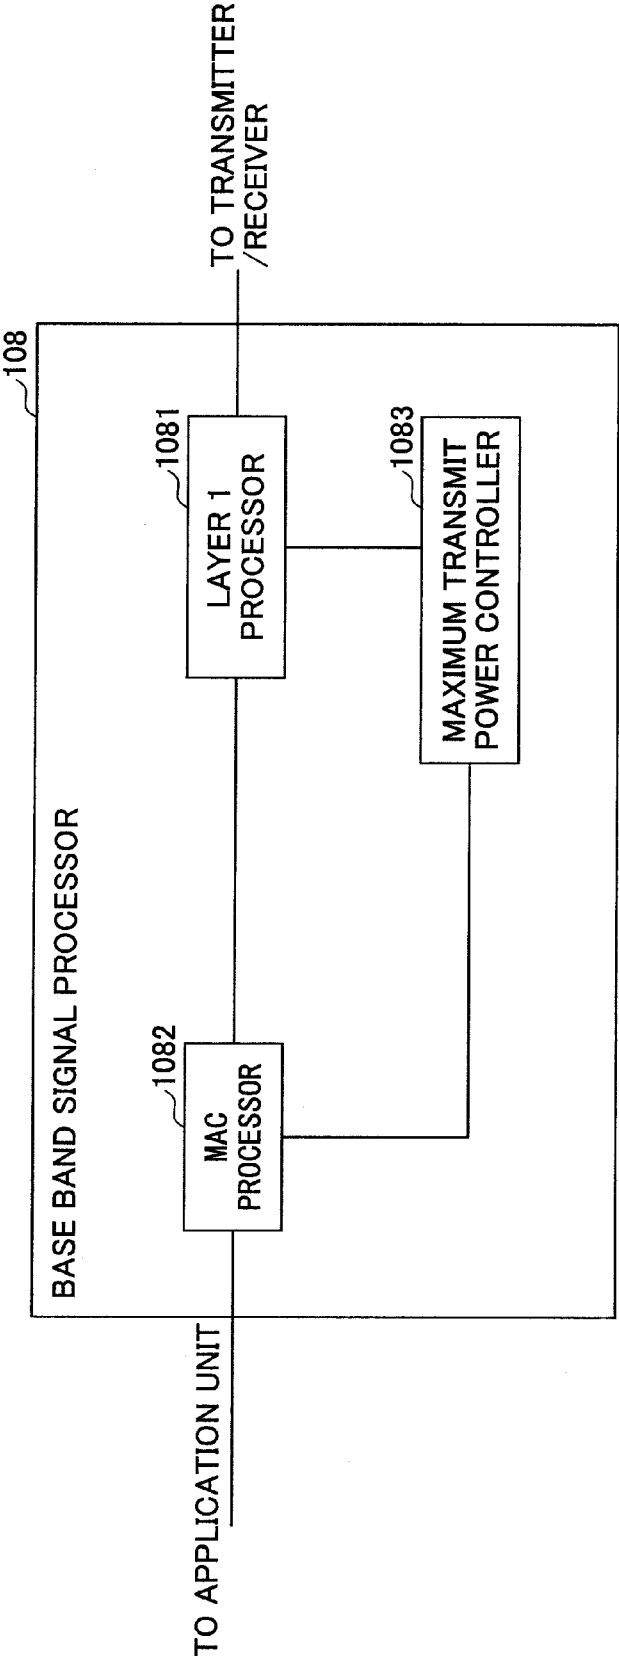 108
BASE BAND SIGNAL PROCESSOR
1082
MAC
PROCESSOR
1081
LAYER 1
PROCESSOR
1083
MAXIMUM TRANSMIT
POWER CONTROLLER
TO APPLICATION UNIT
TO TRANSMITTER
/RECEIVER